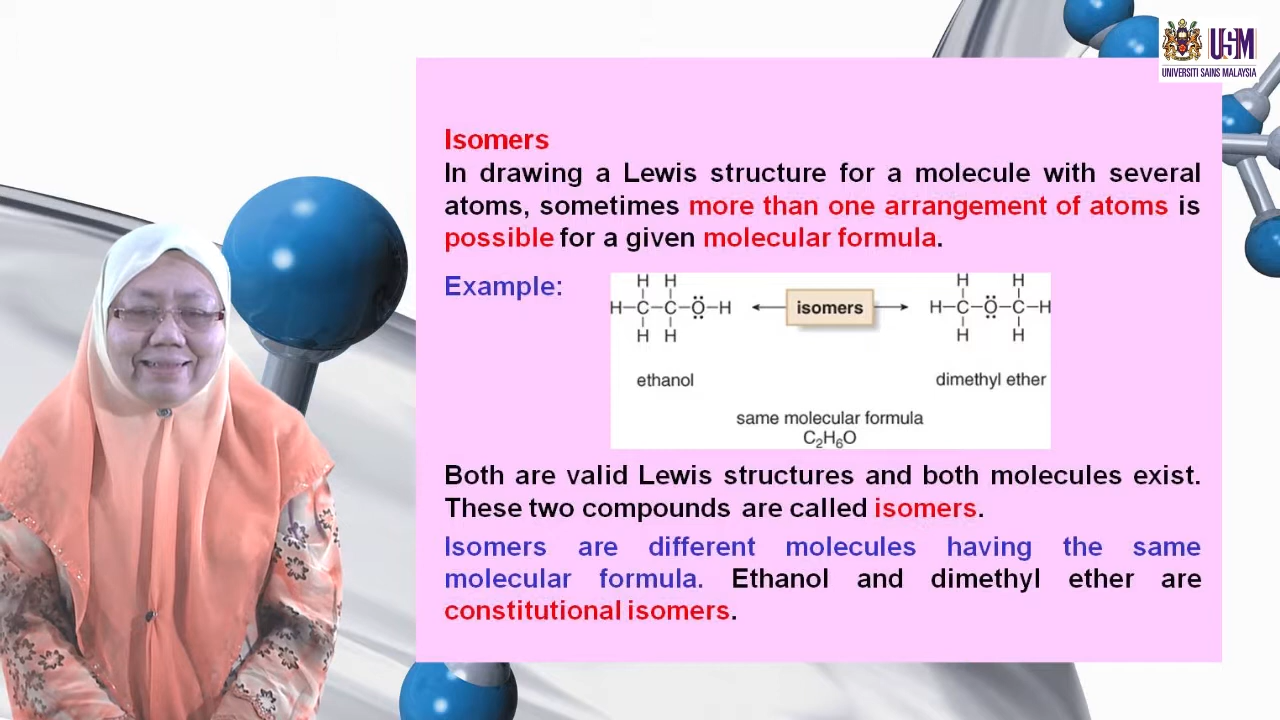 USM
UNIVERSITI SAINS MALAYSIA
Isomers
In drawing a Lewis structure for a molecule with several
atoms, sometimes more than one arrangement of atoms is
possible for a given molecular formula.
Example:
H H
H–C–C–Ö–H
H H
isomers
H H
H–C–Ö–C–H
H H
ethanol
dimethyl ether
same molecular formula
C₂H₆O
Both are valid Lewis structures and both molecules exist.
These two compounds are called isomers.
Isomers are different molecules having the same
molecular formula. Ethanol and dimethyl ether are
constitutional isomers.